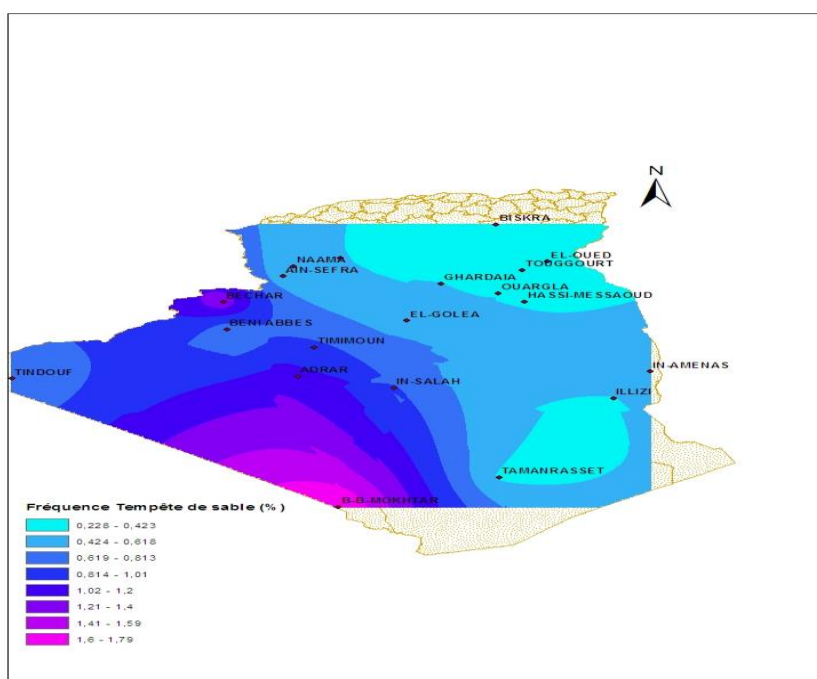 N
BISKRA
EL-OUED
NAAMA
TOUGGOURT
AIN-SEFRA
GHARDAIA
OUARGLA
BECHAR
HASSI-MESSAOUD
EL-GOLEA
BENI-ABBES
TIMIMOUN
IN-AMENAS
TINDOUF
ADRAR
IN-SALAH
ILLIZI
TAMANRASSET
B-B-MOKHTAR
Fréquence Tempête de sable (%)
0,228 - 0,423
0,424 - 0,618
0,619 - 0,813
0,814 - 1,01
1,02 - 1,2
1,21 - 1,4
1,41 - 1,59
1,6 - 1,79